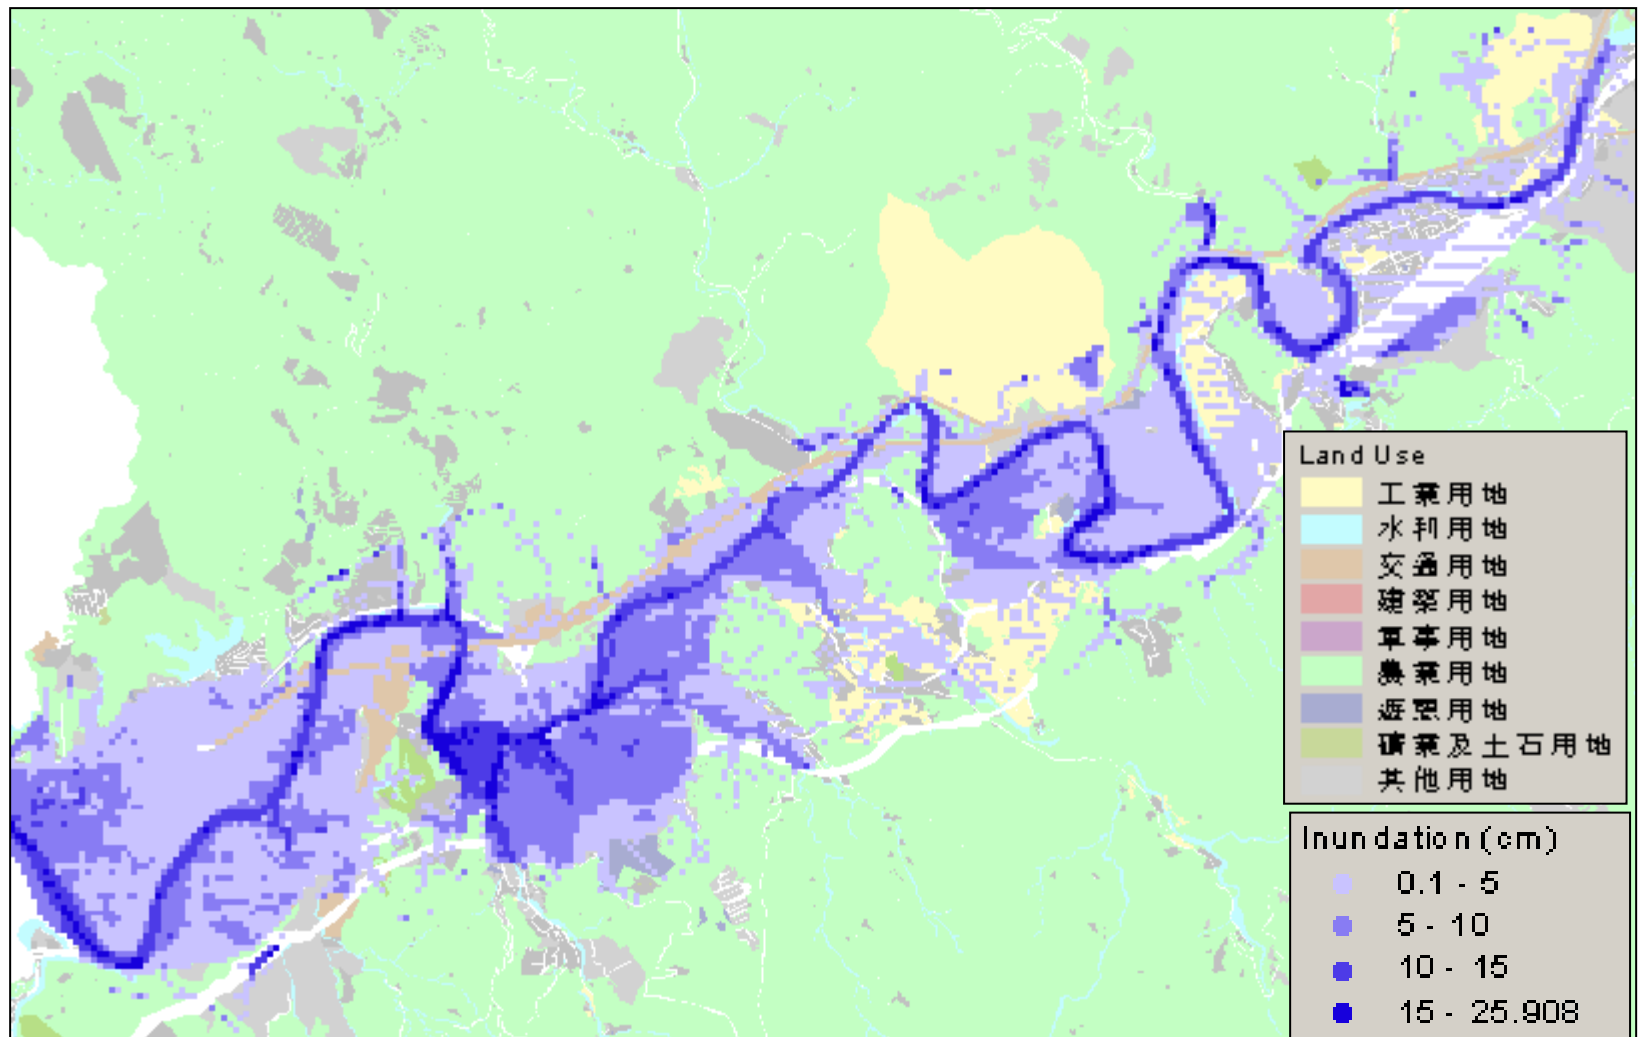 Land Use
工業用地
水利用地
交通用地
建築用地
軍事用地
農業用地
遊憩用地
礦業及土石用地
其他用地
Inundation (cm)
0.1 - 5
5 - 10
10 - 15
15 - 25.908